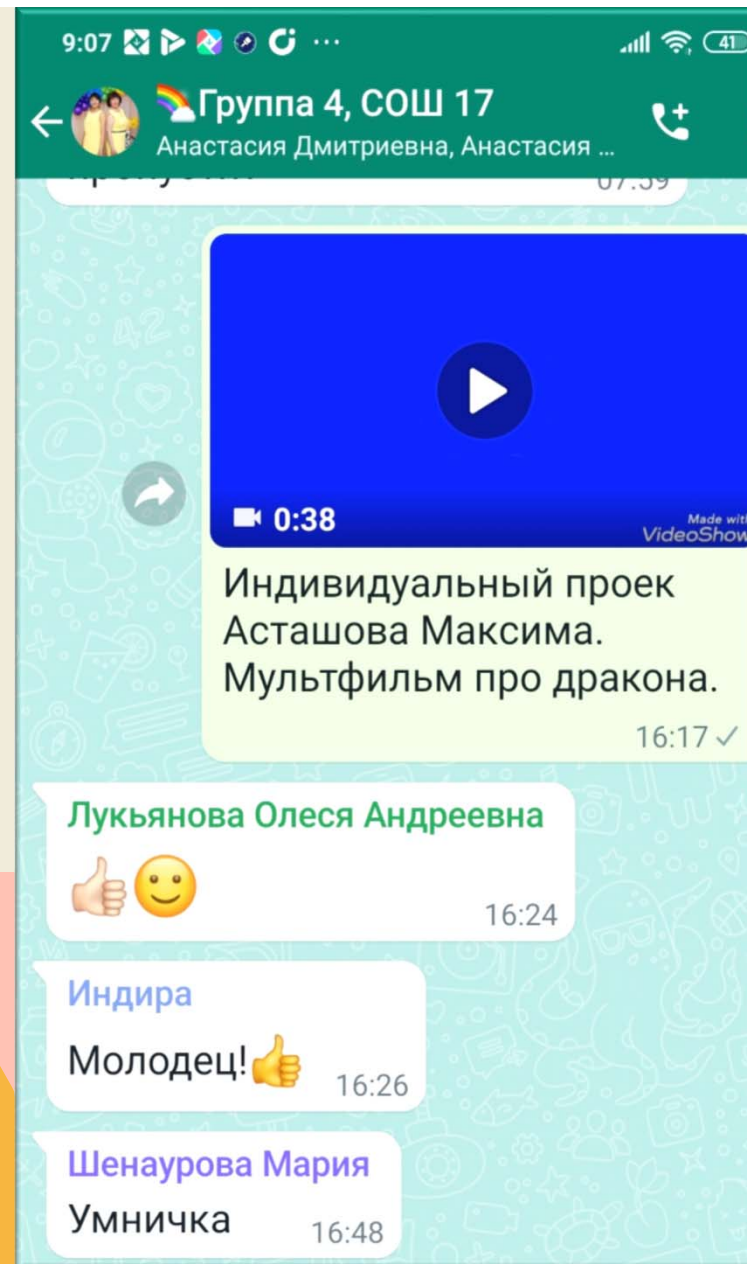 9:07
41
Группа 4, СОШ 17
Анастасия Дмитриевна, Анастасия ...
07:59
0:38
Made with
VideoShow
Индивидуальный проек
Асташова Максима.
Мультфильм про дракона.
16:17
Лукьянова Олеся Андреевна
16:24
Индира
Молодец!
16:26
Шенаурова Мария
Умничка
16:48